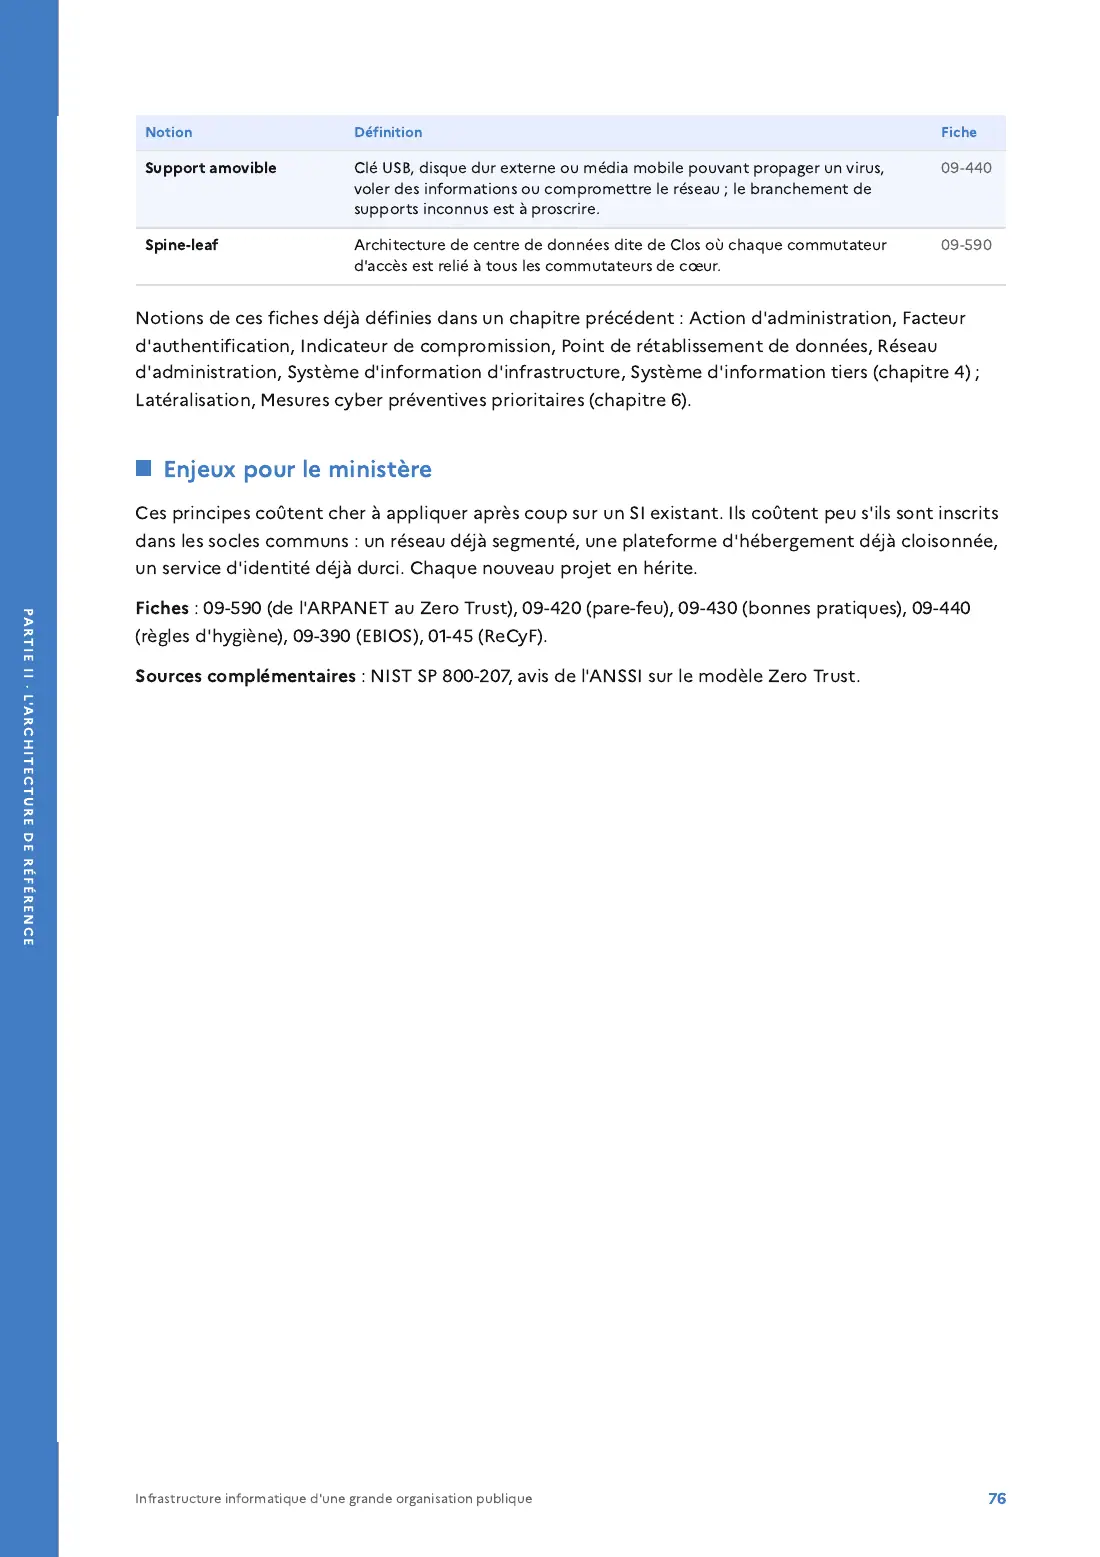 Notion Définition Fiche
Support amovible Clé USB, disque dur externe ou média mobile pouvant propager un virus, 09-440
voler des informations ou compromettre le réseau ; le branchement de
supports inconnus est à proscrire.
Spine-leaf Architecture de centre de données dite de Clos où chaque commutateur 09-590
d'accès est relié à tous les commutateurs de cœur.
Notions de ces fiches déjà définies dans un chapitre précédent : Action d'administration, Facteur
d'authentification, Indicateur de compromission, Point de rétablissement de données, Réseau
d'administration, Système d'information d'infrastructure, Système d'information tiers (chapitre 4) ;
Latéralisation, Mesures cyber préventives prioritaires (chapitre 6).
Enjeux pour le ministère
Ces principes coûtent cher à appliquer après coup sur un SI existant. Ils coûtent peu s'ils sont inscrits
dans les socles communs : un réseau déjà segmenté, une plateforme d'hébergement déjà cloisonnée,
un service d'identité déjà durci. Chaque nouveau projet en hérite.
Fiches : 09-590 (de l'ARPANET au Zero Trust), 09-420 (pare-feu), 09-430 (bonnes pratiques), 09-440
(règles d'hygiène), 09-390 (EBIOS), 01-45 (ReCyF).
Sources complémentaires : NIST SP 800-207, avis de l'ANSSI sur le modèle Zero Trust.
PARTIE II · L'ARCHITECTURE DE RÉFÉRENCE
Infrastructure informatique d'une grande organisation publique 76